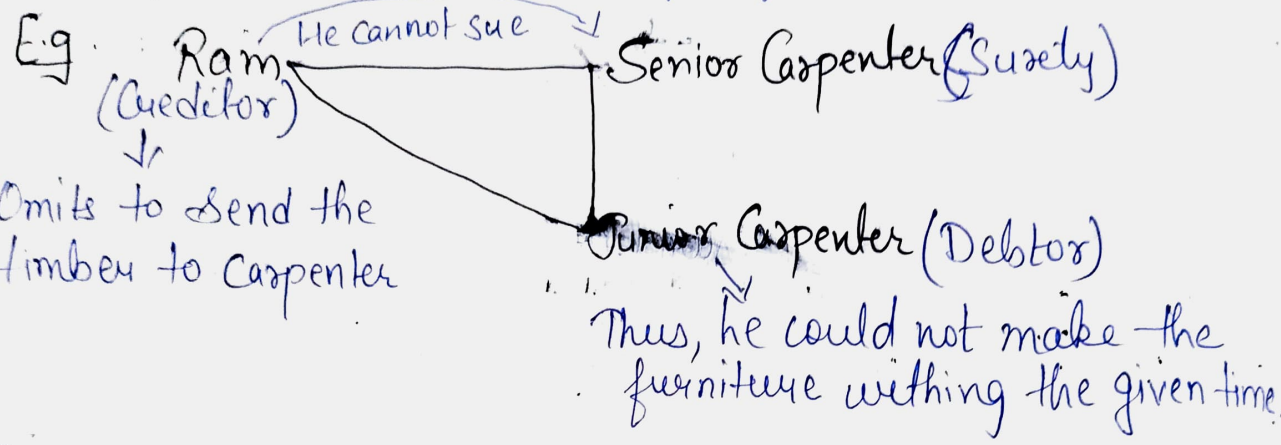 E.g. Ram He cannot sue Senior Carpenter (Surety)
(Creditor)
Omits to send the
timber to Carpenter
Junior Carpenter (Debtor)
Thus, he could not make the
furniture withing the given time.